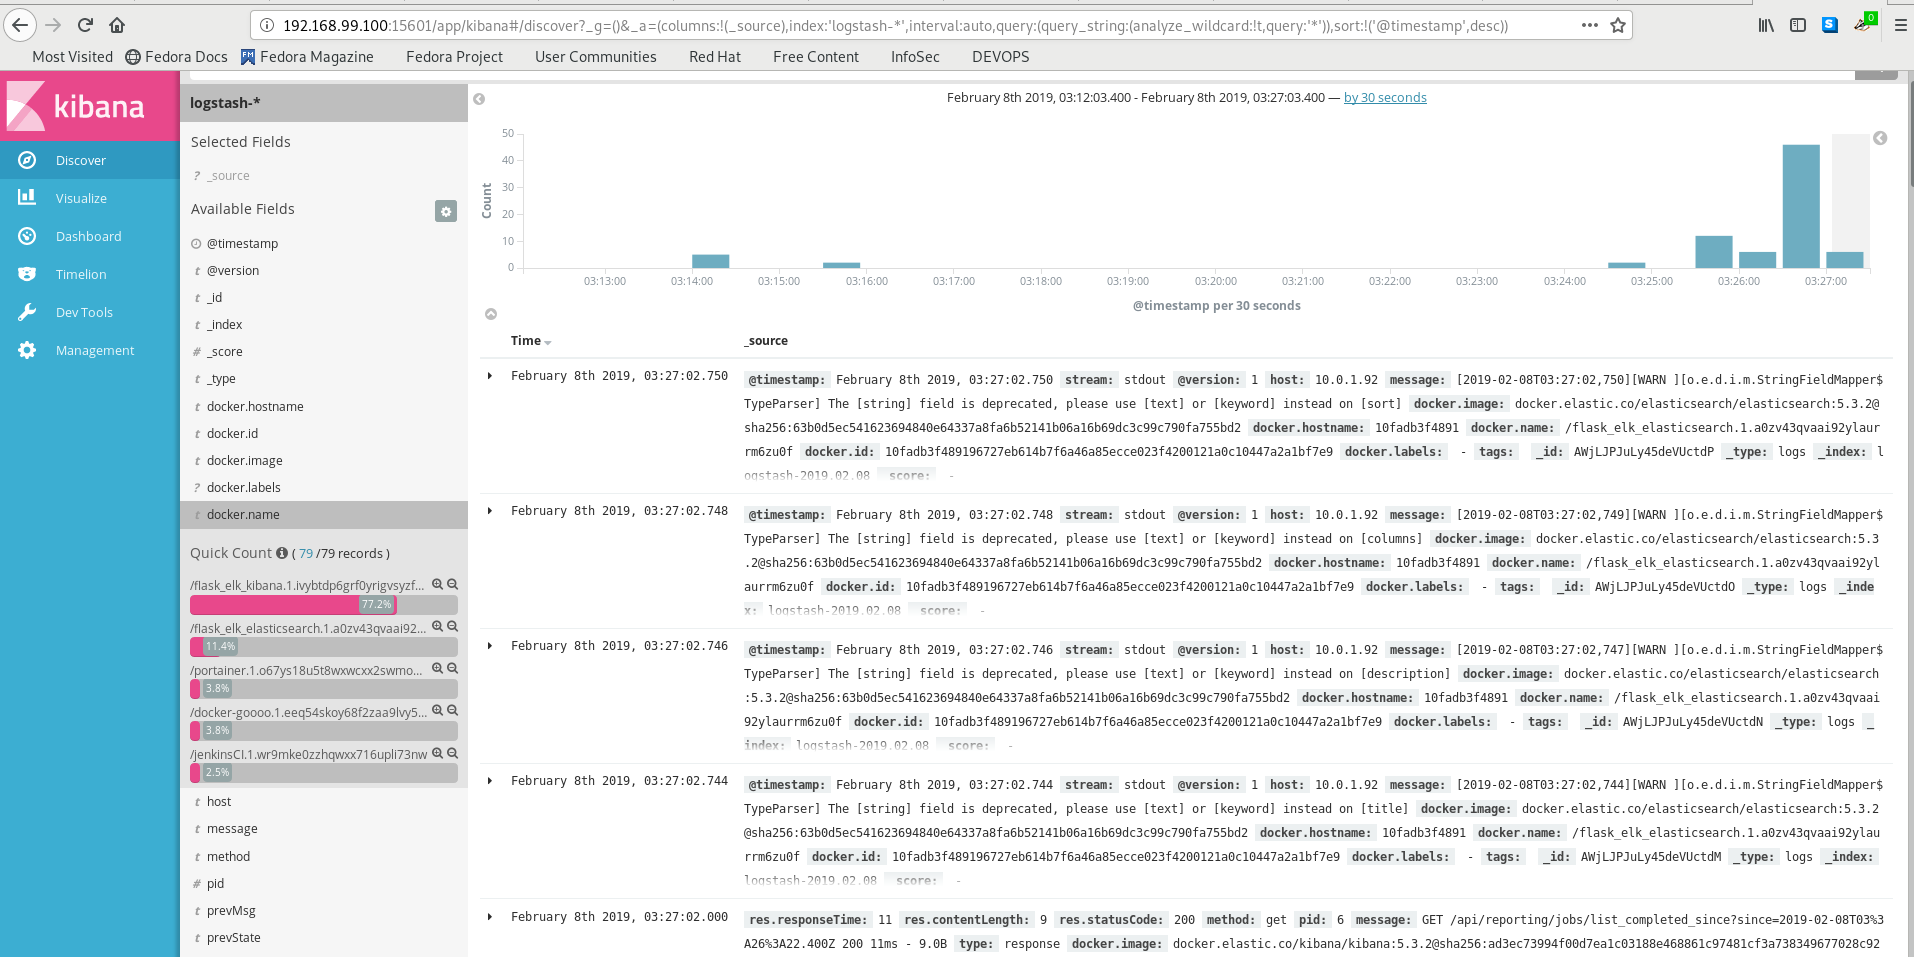 192.168.99.100:15601/app/kibana#/discover?_g=()&_a=(columns:!(_source),index:'logstash-*',interval:auto,query:(query_string:(analyze_wildcard:!t,query:'*')),sort:!('@timestamp',desc))
0
Most Visited Fedora Docs Fedora Magazine Fedora Project User Communities Red Hat Free Content InfoSec DEVOPS
kibana
Discover
Visualize
Dashboard
Timelion
Dev Tools
Management
logstash-*
Selected Fields
? _source
Available Fields
@timestamp
t @version
t _id
t _index
# _score
t _type
t docker.hostname
t docker.id
t docker.image
? docker.labels
t docker.name
Quick Count ( 79 /79 records )
/flask_elk_kibana.1.ivybtdp6grf0yrigvsyzf...
77.2%
/flask_elk_elasticsearch.1.a0zv43qvaai92...
11.4%
/portainer.1.o67ys18u5t8wxwcxx2swmo...
3.8%
/docker-goooo.1.eeq54skoy68f2zaa9lvy5...
3.8%
/jenkinsCI.1.wr9mke0zzhqwxx716upli73nw
2.5%
t host
t message
t method
# pid
t prevMsg
t prevState
February 8th 2019, 03:12:03.400 - February 8th 2019, 03:27:03.400 — by 30 seconds
Count
50
40
30
20
10
0
03:13:00 03:14:00 03:15:00 03:16:00 03:17:00 03:18:00 03:19:00 03:20:00 03:21:00 03:22:00 03:23:00 03:24:00 03:25:00 03:26:00 03:27:00
@timestamp per 30 seconds
Time _source
February 8th 2019, 03:27:02.750 @timestamp: February 8th 2019, 03:27:02.750 stream: stdout @version: 1 host: 10.0.1.92 message: [2019-02-08T03:27:02,750][WARN ][o.e.d.i.m.StringFieldMapper$
TypeParser] The [string] field is deprecated, please use [text] or [keyword] instead on [sort] docker.image: docker.elastic.co/elasticsearch/elasticsearch:5.3.2@
sha256:63b0d5ec541623694840e64337a8fa6b52141b06a16b69dc3c99c790fa755bd2 docker.hostname: 10fadb3f4891 docker.name: /flask_elk_elasticsearch.1.a0zv43qvaai92ylaur
rm6zu0f docker.id: 10fadb3f489196727eb614b7f6a46a85ecce023f4200121a0c10447a2a1bf7e9 docker.labels: - tags: _id: AWjLJPJuLy45deVUctdP _type: logs _index: l
ogstash-2019.02.08 _score: -
February 8th 2019, 03:27:02.748 @timestamp: February 8th 2019, 03:27:02.748 stream: stdout @version: 1 host: 10.0.1.92 message: [2019-02-08T03:27:02,749][WARN ][o.e.d.i.m.StringFieldMapper$
TypeParser] The [string] field is deprecated, please use [text] or [keyword] instead on [columns] docker.image: docker.elastic.co/elasticsearch/elasticsearch:5.3
.2@sha256:63b0d5ec541623694840e64337a8fa6b52141b06a16b69dc3c99c790fa755bd2 docker.hostname: 10fadb3f4891 docker.name: /flask_elk_elasticsearch.1.a0zv43qvaai92yl
aurrm6zu0f docker.id: 10fadb3f489196727eb614b7f6a46a85ecce023f4200121a0c10447a2a1bf7e9 docker.labels: - tags: _id: AWjLJPJuLy45deVUctdO _type: logs _inde
x: logstash-2019.02.08 _score: -
February 8th 2019, 03:27:02.746 @timestamp: February 8th 2019, 03:27:02.746 stream: stdout @version: 1 host: 10.0.1.92 message: [2019-02-08T03:27:02,747][WARN ][o.e.d.i.m.StringFieldMapper$
TypeParser] The [string] field is deprecated, please use [text] or [keyword] instead on [description] docker.image: docker.elastic.co/elasticsearch/elasticsearch
:5.3.2@sha256:63b0d5ec541623694840e64337a8fa6b52141b06a16b69dc3c99c790fa755bd2 docker.hostname: 10fadb3f4891 docker.name: /flask_elk_elasticsearch.1.a0zv43qvaai
92ylaurrm6zu0f docker.id: 10fadb3f489196727eb614b7f6a46a85ecce023f4200121a0c10447a2a1bf7e9 docker.labels: - tags: _id: AWjLJPJuLy45deVUctdN _type: logs _
index: logstash-2019.02.08 _score: -
February 8th 2019, 03:27:02.744 @timestamp: February 8th 2019, 03:27:02.744 stream: stdout @version: 1 host: 10.0.1.92 message: [2019-02-08T03:27:02,744][WARN ][o.e.d.i.m.StringFieldMapper$
TypeParser] The [string] field is deprecated, please use [text] or [keyword] instead on [title] docker.image: docker.elastic.co/elasticsearch/elasticsearch:5.3.2
@sha256:63b0d5ec541623694840e64337a8fa6b52141b06a16b69dc3c99c790fa755bd2 docker.hostname: 10fadb3f4891 docker.name: /flask_elk_elasticsearch.1.a0zv43qvaai92ylau
rrm6zu0f docker.id: 10fadb3f489196727eb614b7f6a46a85ecce023f4200121a0c10447a2a1bf7e9 docker.labels: - tags: _id: AWjLJPJuLy45deVUctdM _type: logs _index:
logstash-2019.02.08 _score: -
February 8th 2019, 03:27:02.000 res.responseTime: 11 res.contentLength: 9 res.statusCode: 200 method: get pid: 6 message: GET /api/reporting/jobs/list_completed_since?since=2019-02-08T03%3
A26%3A22.400Z 200 11ms - 9.0B type: response docker.image: docker.elastic.co/kibana/kibana:5.3.2@sha256:ad3ec73994f00d7ea1c03188e468861c97481cf3a738349677028c92